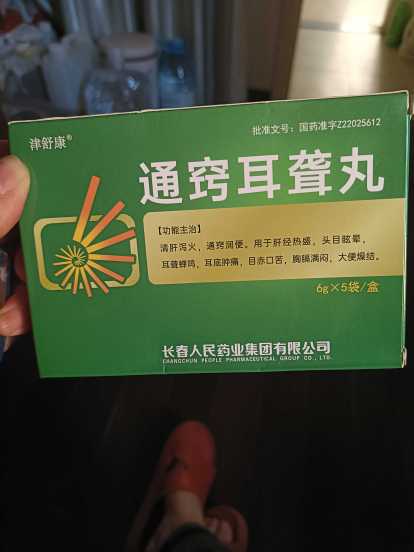 津舒康®
批准文号：国药准字Z22025612
通窍耳聋丸
【功能主治】
清肝泻火，通窍润便。用于肝经热盛，头目眩晕，
耳聋蝉鸣，耳底肿痛，目赤口苦，胸膈满闷，大便燥结。
6g×5袋/盒
长春人民药业集团有限公司
CHANGCHUN PEOPLE PHARMACEUTICAL GROUP CO., LTD.